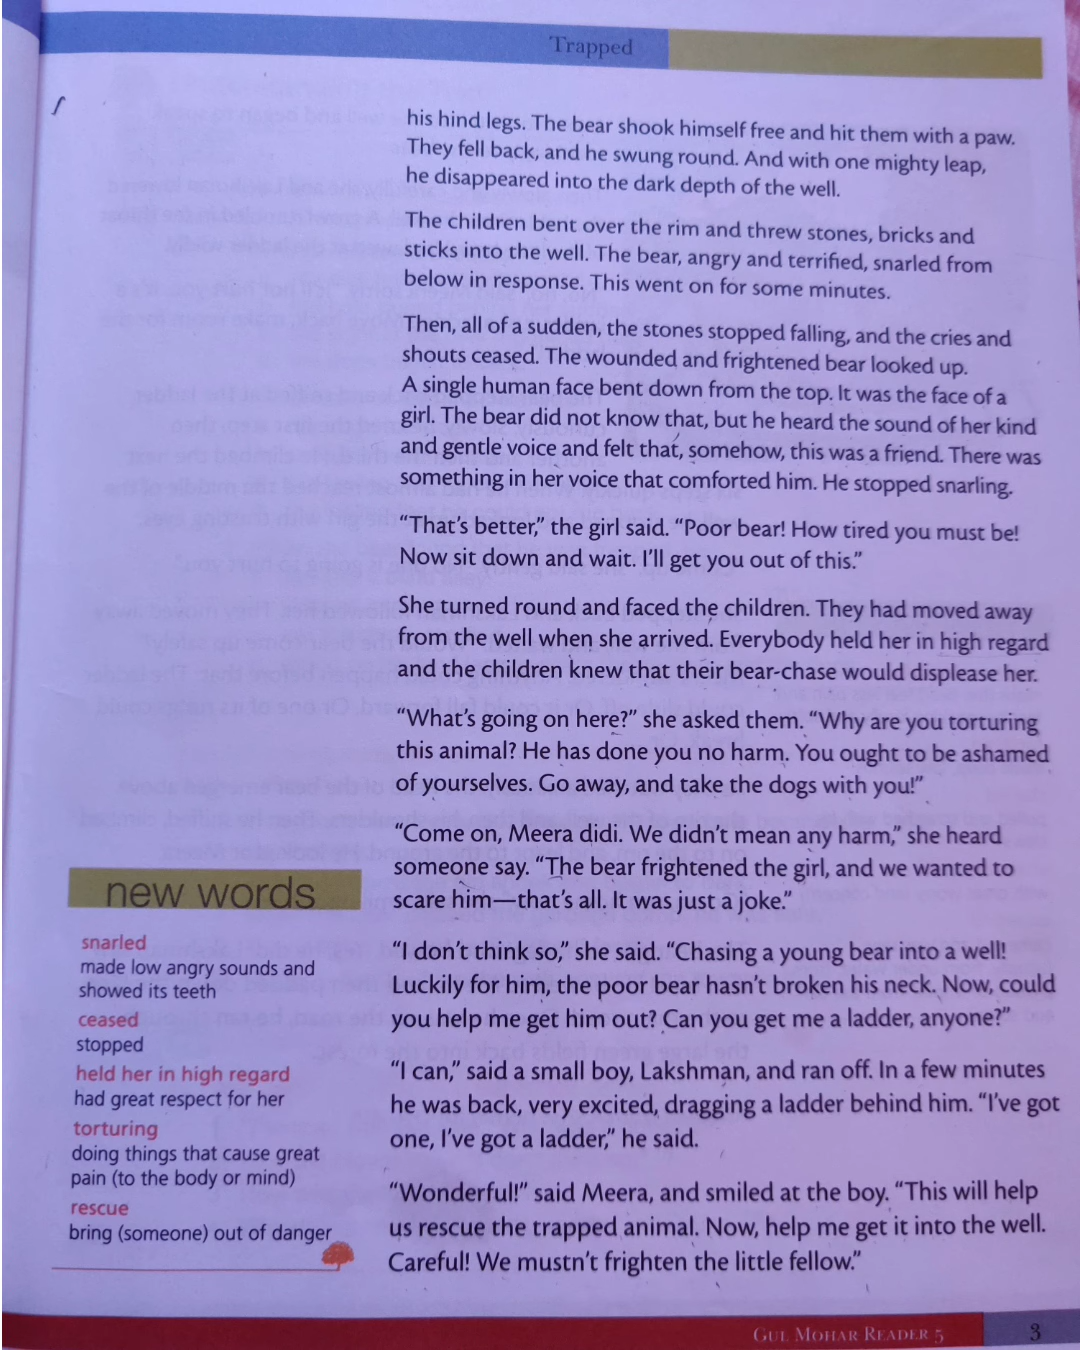 Trapped
his hind legs. The bear shook himself free and hit them with a paw.
They fell back, and he swung round. And with one mighty leap,
he disappeared into the dark depth of the well.
The children bent over the rim and threw stones, bricks and
sticks into the well. The bear, angry and terrified, snarled from
below in response. This went on for some minutes.
Then, all of a sudden, the stones stopped falling, and the cries and
shouts ceased. The wounded and frightened bear looked up.
A single human face bent down from the top. It was the face of a
girl. The bear did not know that, but he heard the sound of her kind
and gentle voice and felt that, somehow, this was a friend. There was
something in her voice that comforted him. He stopped snarling.
“That’s better,” the girl said. “Poor bear! How tired you must be!
Now sit down and wait. I’ll get you out of this.”
She turned round and faced the children. They had moved away
from the well when she arrived. Everybody held her in high regard
and the children knew that their bear-chase would displease her.
“What’s going on here?” she asked them. “Why are you torturing
this animal? He has done you no harm. You ought to be ashamed
of yourselves. Go away, and take the dogs with you!”
“Come on, Meera didi. We didn’t mean any harm,” she heard
someone say. “The bear frightened the girl, and we wanted to
scare him—that’s all. It was just a joke.”
“I don’t think so,” she said. “Chasing a young bear into a well!
Luckily for him, the poor bear hasn’t broken his neck. Now, could
you help me get him out? Can you get me a ladder, anyone?”
“I can,” said a small boy, Lakshman, and ran off. In a few minutes
he was back, very excited, dragging a ladder behind him. “I’ve got
one, I’ve got a ladder,” he said.
“Wonderful!” said Meera, and smiled at the boy. “This will help
us rescue the trapped animal. Now, help me get it into the well.
Careful! We mustn’t frighten the little fellow.”
new words
snarled
made low angry sounds and
showed its teeth
ceased
stopped
held her in high regard
had great respect for her
torturing
doing things that cause great
pain (to the body or mind)
rescue
bring (someone) out of danger
GUL MOHAR READER 5
3